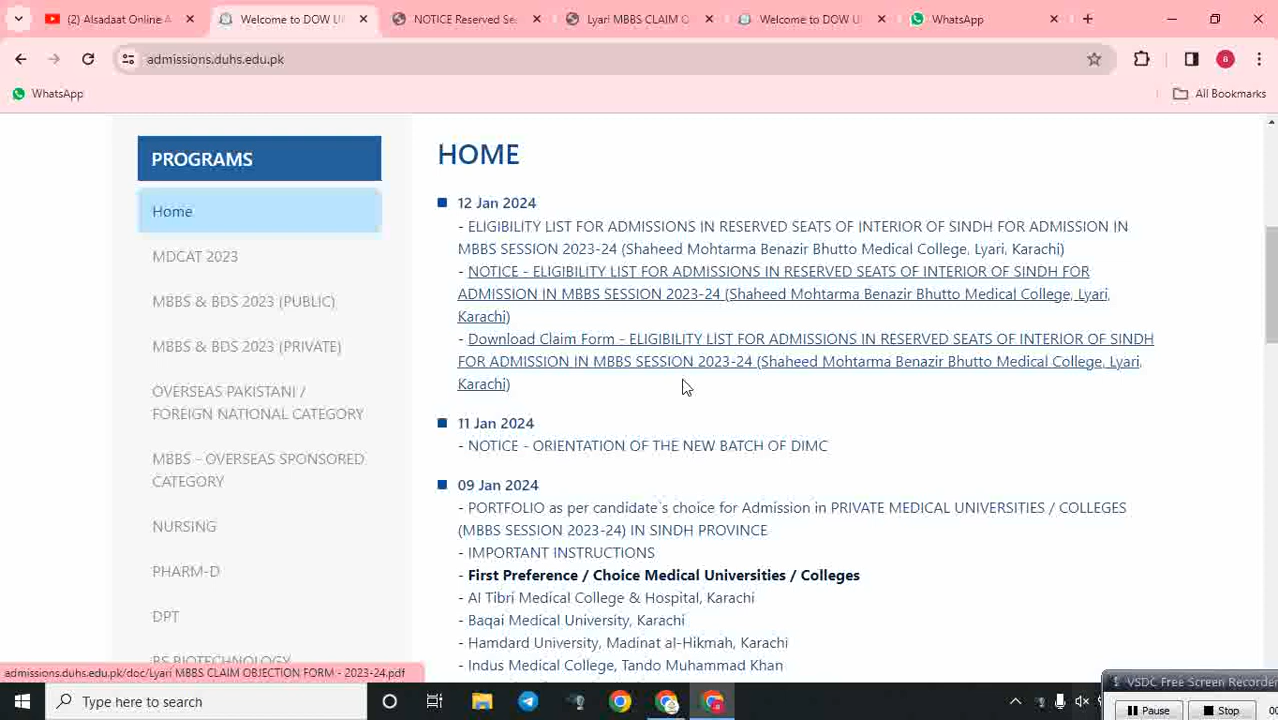 (2) Alsadaat Online A
Welcome to DOW U
NOTICE Reserved Se
Lyari MBBS CLAIM O
Welcome to DOW U
WhatsApp
admissions.duhs.edu.pk
a
WhatsApp
All Bookmarks
PROGRAMS
Home
MDCAT 2023
MBBS & BDS 2023 (PUBLIC)
MBBS & BDS 2023 (PRIVATE)
OVERSEAS PAKISTANI /
FOREIGN NATIONAL CATEGORY
MBBS - OVERSEAS SPONSORED
CATEGORY
NURSING
PHARM-D
DPT
BS BIOTECHNOLOGY
HOME
12 Jan 2024
- ELIGIBILITY LIST FOR ADMISSIONS IN RESERVED SEATS OF INTERIOR OF SINDH FOR ADMISSION IN
MBBS SESSION 2023-24 (Shaheed Mohtarma Benazir Bhutto Medical College, Lyari, Karachi)
- NOTICE - ELIGIBILITY LIST FOR ADMISSIONS IN RESERVED SEATS OF INTERIOR OF SINDH FOR
ADMISSION IN MBBS SESSION 2023-24 (Shaheed Mohtarma Benazir Bhutto Medical College, Lyari,
Karachi)
- Download Claim Form - ELIGIBILITY LIST FOR ADMISSIONS IN RESERVED SEATS OF INTERIOR OF SINDH
FOR ADMISSION IN MBBS SESSION 2023-24 (Shaheed Mohtarma Benazir Bhutto Medical College, Lyari,
Karachi)
11 Jan 2024
- NOTICE - ORIENTATION OF THE NEW BATCH OF DIMC
09 Jan 2024
- PORTFOLIO as per candidate`s choice for Admission in PRIVATE MEDICAL UNIVERSITIES / COLLEGES
(MBBS SESSION 2023-24) IN SINDH PROVINCE
- IMPORTANT INSTRUCTIONS
- First Preference / Choice Medical Universities / Colleges
- Al Tibri Medical College & Hospital, Karachi
- Baqai Medical University, Karachi
- Hamdard University, Madinat al-Hikmah, Karachi
- Indus Medical College, Tando Muhammad Khan
admissions.duhs.edu.pk/doc/Lyari MBBS CLAIM OBJECTION FORM - 2023-24.pdf
Type here to search
VSDC Free Screen Recorder
Pause
Stop